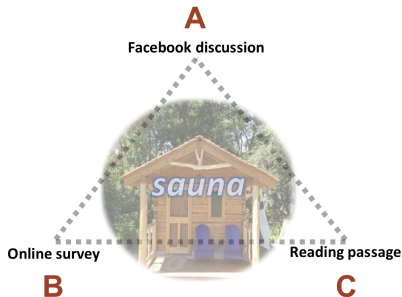 A
Facebook discussion
sauna
Online survey
Reading passage
B
C